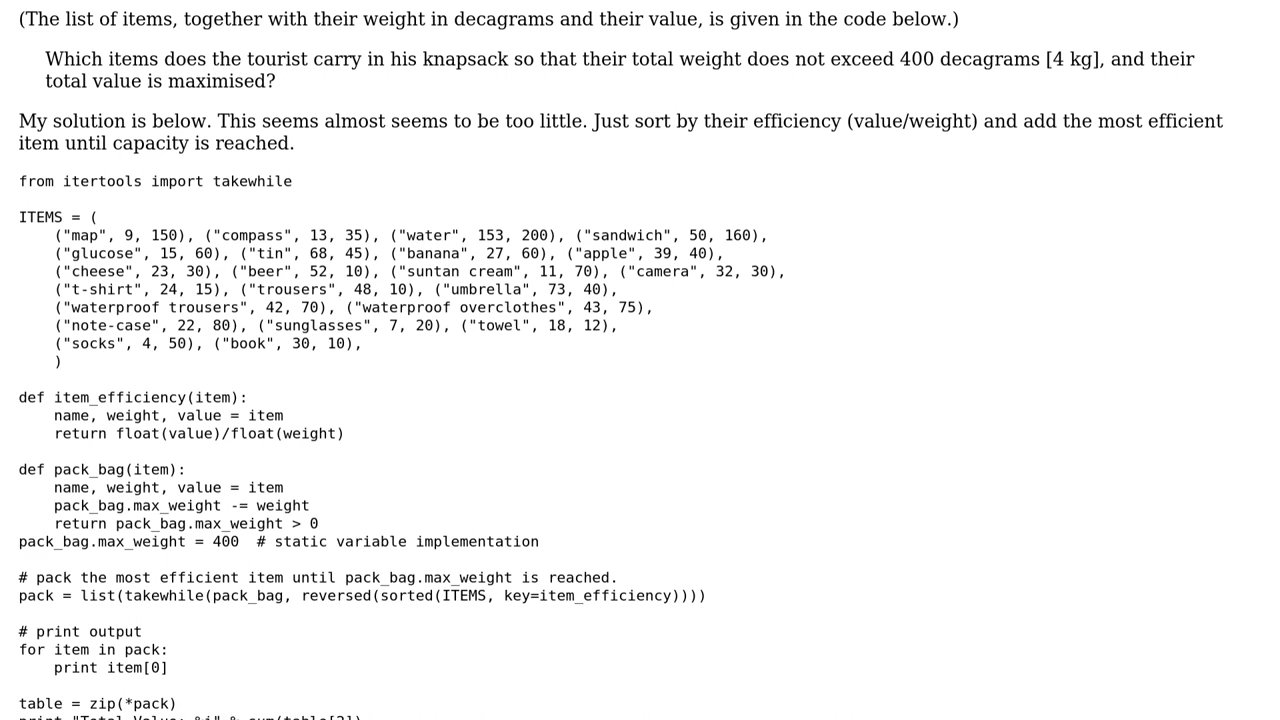 (The list of items, together with their weight in decagrams and their value, is given in the code below.)
Which items does the tourist carry in his knapsack so that their total weight does not exceed 400 decagrams [4 kg], and their
total value is maximised?
My solution is below. This seems almost seems to be too little. Just sort by their efficiency (value/weight) and add the most efficient
item until capacity is reached.
from itertools import takewhile
ITEMS = (
    ("map", 9, 150), ("compass", 13, 35), ("water", 153, 200), ("sandwich", 50, 160),
    ("glucose", 15, 60), ("tin", 68, 45), ("banana", 27, 60), ("apple", 39, 40),
    ("cheese", 23, 30), ("beer", 52, 10), ("suntan cream", 11, 70), ("camera", 32, 30),
    ("t-shirt", 24, 15), ("trousers", 48, 10), ("umbrella", 73, 40),
    ("waterproof trousers", 42, 70), ("waterproof overclothes", 43, 75),
    ("note-case", 22, 80), ("sunglasses", 7, 20), ("towel", 18, 12),
    ("socks", 4, 50), ("book", 30, 10),
    )
def item_efficiency(item):
    name, weight, value = item
    return float(value)/float(weight)
def pack_bag(item):
    name, weight, value = item
    pack_bag.max_weight -= weight
    return pack_bag.max_weight > 0
pack_bag.max_weight = 400  # static variable implementation
# pack the most efficient item until pack_bag.max_weight is reached.
pack = list(takewhile(pack_bag, reversed(sorted(ITEMS, key=item_efficiency))))
# print output
for item in pack:
    print item[0]
table = zip(*pack)
print "Total Value: %i" % sum(table[2])